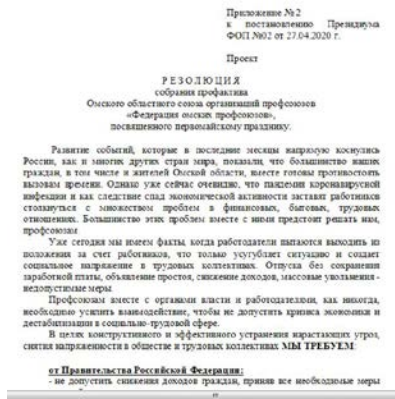 Приложение № 2
к постановлению Президиума
ФОП №02 от 27.04.2020 г.
Проект
Р Е З О Л Ю Ц И Я
собрания профактива
Омского областного союза организаций профсоюзов
«Федерация омских профсоюзов»,
посвященного первомайскому празднику.
Развитие событий, которые в последние месяцы напрямую коснулись
России, как и многих других стран мира, показали, что большинство наших
граждан, в том числе и жителей Омской области, вместе готовы противостоять
вызовам времени. Однако уже сейчас очевидно, что пандемия коронавирусной
инфекции и как следствие спад экономической активности заставят работников
столкнуться с множеством проблем в финансовых, бытовых, трудовых
отношениях. Большинство этих проблем вместе с ними предстоит решать нам,
профсоюзам.
Уже сегодня мы имеем факты, когда работодатели пытаются выходить из
положения за счет работников, что только усугубляет ситуацию и создает
социальное напряжение в трудовых коллективах. Отпуска без сохранения
заработной платы, объявление простоя, снижение доходов, массовые увольнения -
недопустимые меры.
Профсоюзам вместе с органами власти и работодателями, как никогда,
необходимо усилить взаимодействие, чтобы не допустить кризиса экономики и
дестабилизации в социально-трудовой сфере.
В целях конструктивного и эффективного устранения нарастающих угроз,
снятия напряженности в обществе и трудовых коллективах МЫ ТРЕБУЕМ:
от Правительства Российской Федерации:
- не допустить снижения доходов граждан, приняв все необходимые меры